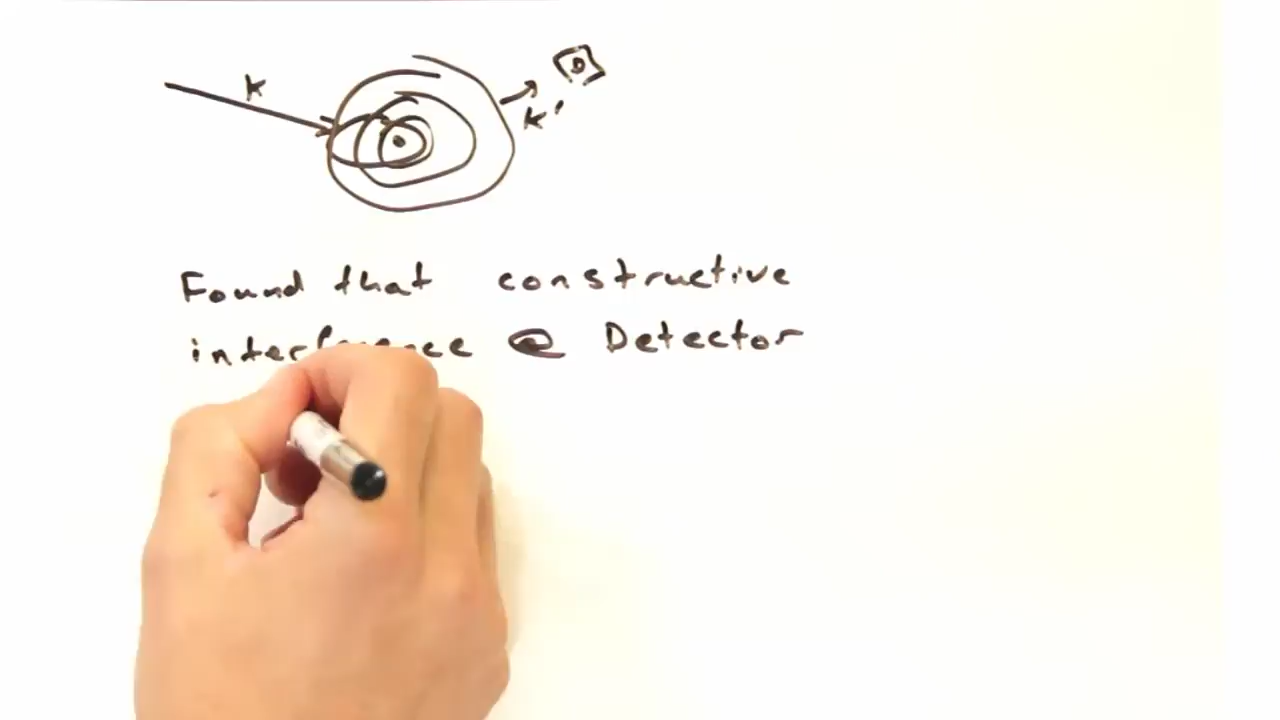 k
D
k'
Found that constructive
interference @ Detector